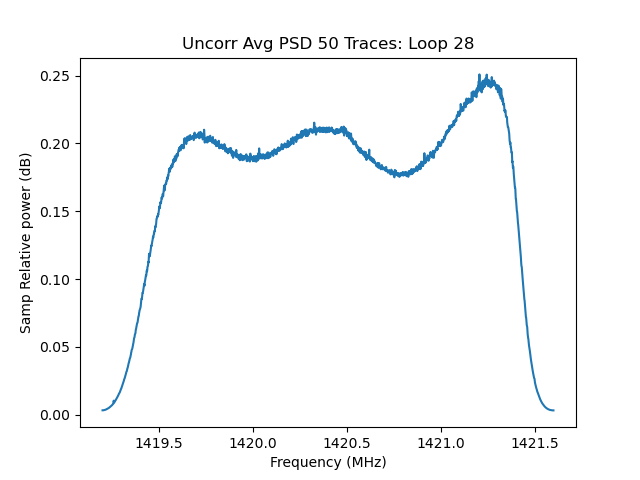 Uncorr Avg PSD 50 Traces: Loop 28
0.25
0.20
0.15
0.10
0.05
0.00
Samp Relative power (dB)
1419.5 1420.0 1420.5 1421.0 1421.5
Frequency (MHz)